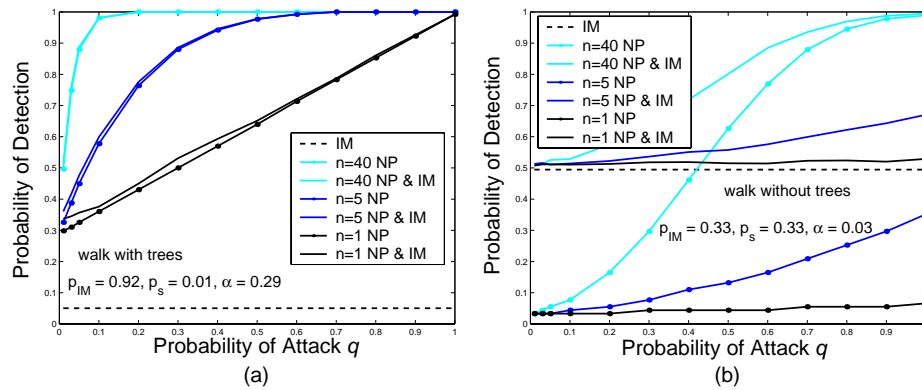 1
0.9
0.8
0.7
0.6
0.5
0.4
0.3
0.2
0.1
0
Probability of Detection
IM
n=40 NP
n=40 NP & IM
n=5 NP
n=5 NP & IM
n=1 NP
n=1 NP & IM
walk with trees
p_IM = 0.92, p_s = 0.01, α = 0.29
0 0.1 0.2 0.3 0.4 0.5 0.6 0.7 0.8 0.9 1
Probability of Attack q
(a)
1
0.9
0.8
0.7
0.6
0.5
0.4
0.3
0.2
0.1
0
Probability of Detection
IM
n=40 NP
n=40 NP & IM
n=5 NP
n=5 NP & IM
n=1 NP
n=1 NP & IM
walk without trees
p_IM = 0.33, p_s = 0.33, α = 0.03
0 0.1 0.2 0.3 0.4 0.5 0.6 0.7 0.8 0.9
Probability of Attack q
(b)